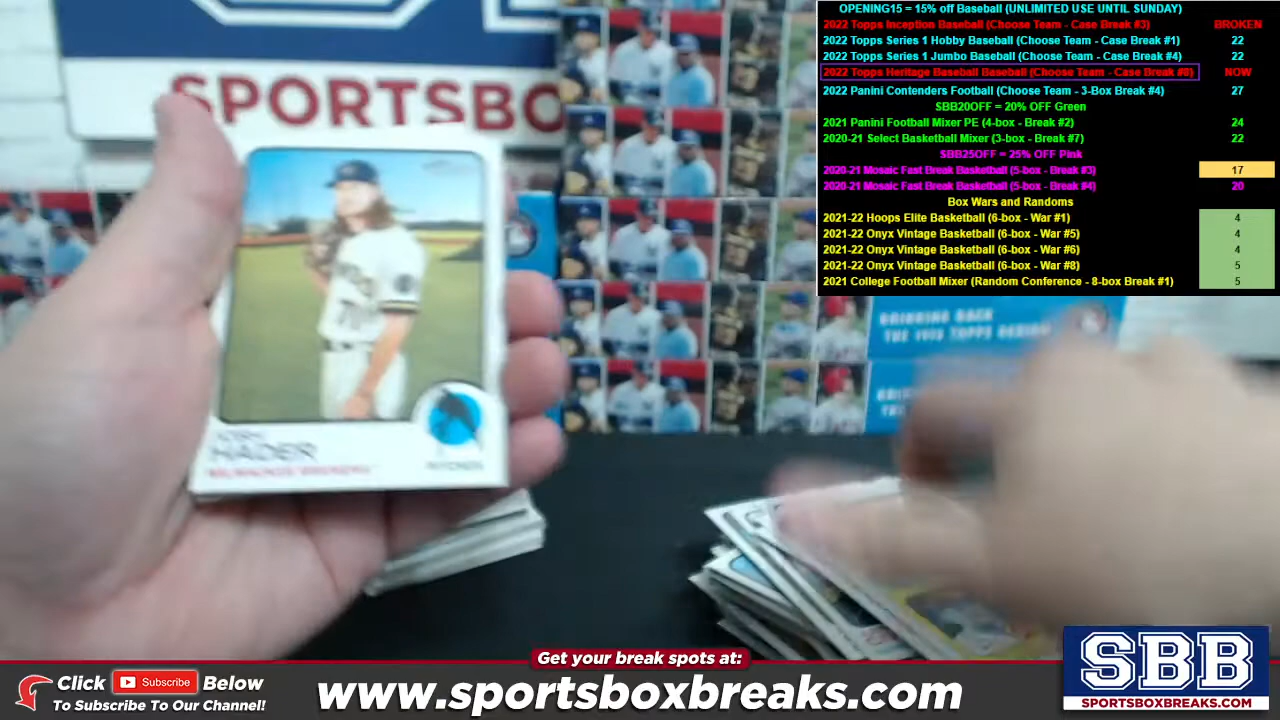 OPENING15 = 15% off Baseball (UNLIMITED USE UNTIL SUNDAY)
2022 Topps Inception Baseball (Choose Team - Case Break #3) BROKEN
2022 Topps Series 1 Hobby Baseball (Choose Team - Case Break #1) 22
2022 Topps Series 1 Jumbo Baseball (Choose Team - Case Break #4) 22
2022 Topps Heritage Baseball Baseball (Choose Team - Case Break #8) NOW
2022 Panini Contenders Football (Choose Team - 3-Box Break #4) 27
SBB20OFF = 20% OFF Green
2021 Panini Football Mixer PE (4-box - Break #2) 24
2020-21 Select Basketball Mixer (3-box - Break #7) 22
SBB25OFF = 25% OFF Pink
2020-21 Mosaic Fast Break Basketball (5-box - Break #3) 17
2020-21 Mosaic Fast Break Basketball (5-box - Break #4) 20
Box Wars and Randoms
2021-22 Hoops Elite Basketball (6-box - War #1) 4
2021-22 Onyx Vintage Basketball (6-box - War #5) 4
2021-22 Onyx Vintage Basketball (6-box - War #6) 4
2021-22 Onyx Vintage Basketball (6-box - War #8) 5
2021 College Football Mixer (Random Conference - 8-box Break #1) 5
SPORTSBO
BRINGING BACK
THE 1973 TOPPS DESIGN
HADER
MILWAUKEE BREWERS
PITCHER
Get your break spots at:
Click Subscribe Below
To Subscribe To Our Channel!
www.sportsboxbreaks.com
SBB
SPORTSBOXBREAKS.COM